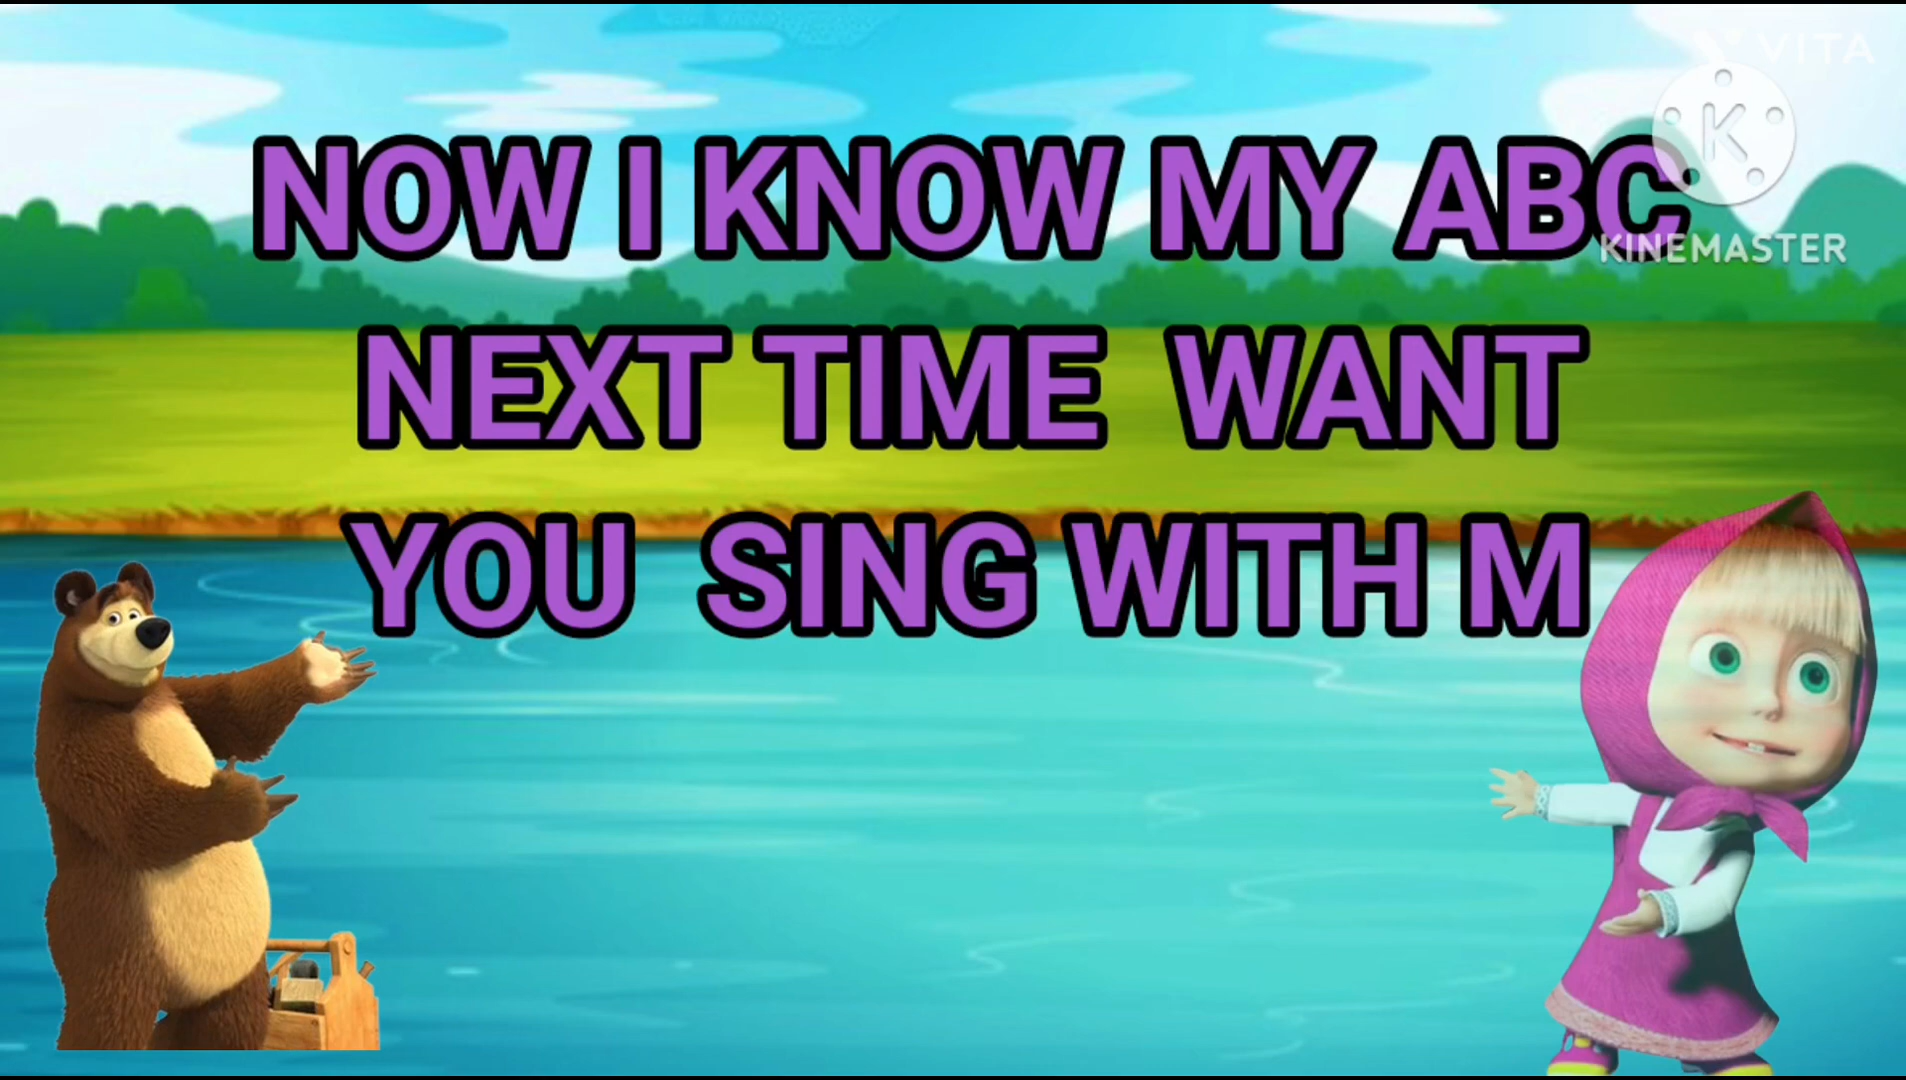 VITA
K
NOW I KNOW MY ABC
KINEMASTER
NEXT TIME WANT
YOU SING WITH M